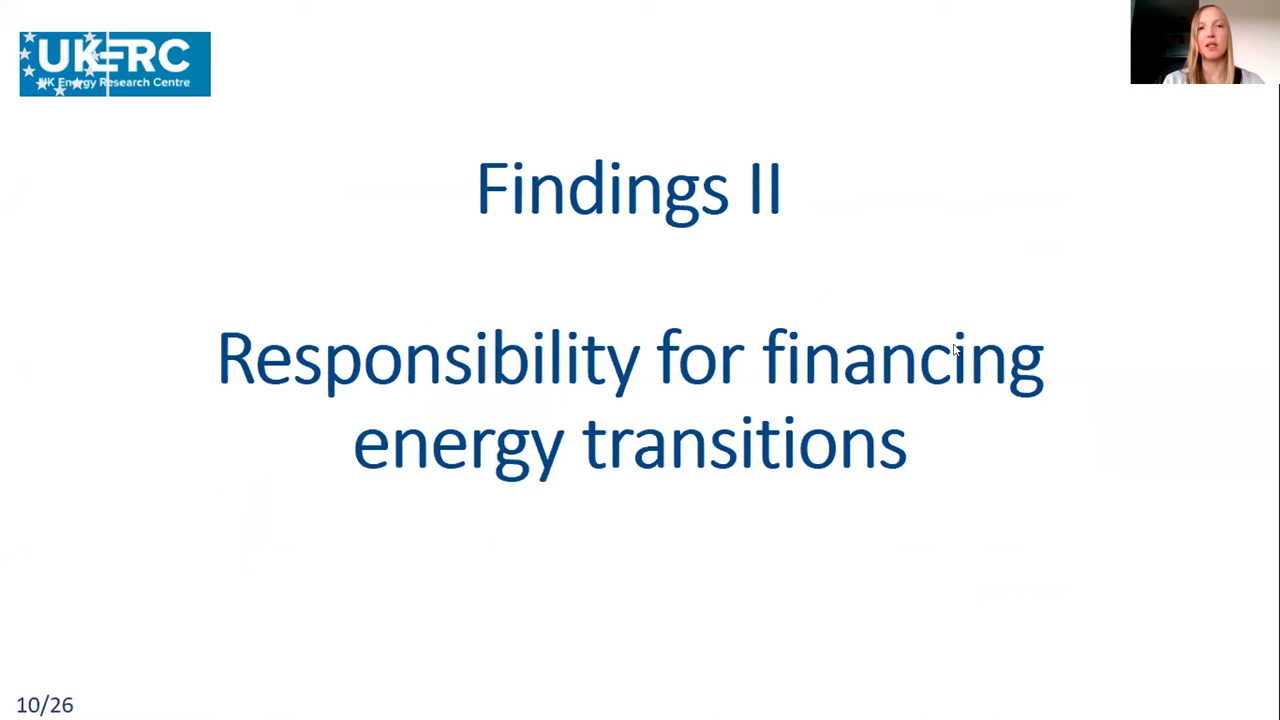 UKERC
UK Energy Research Centre
Findings II
Responsibility for financing
energy transitions
10/26